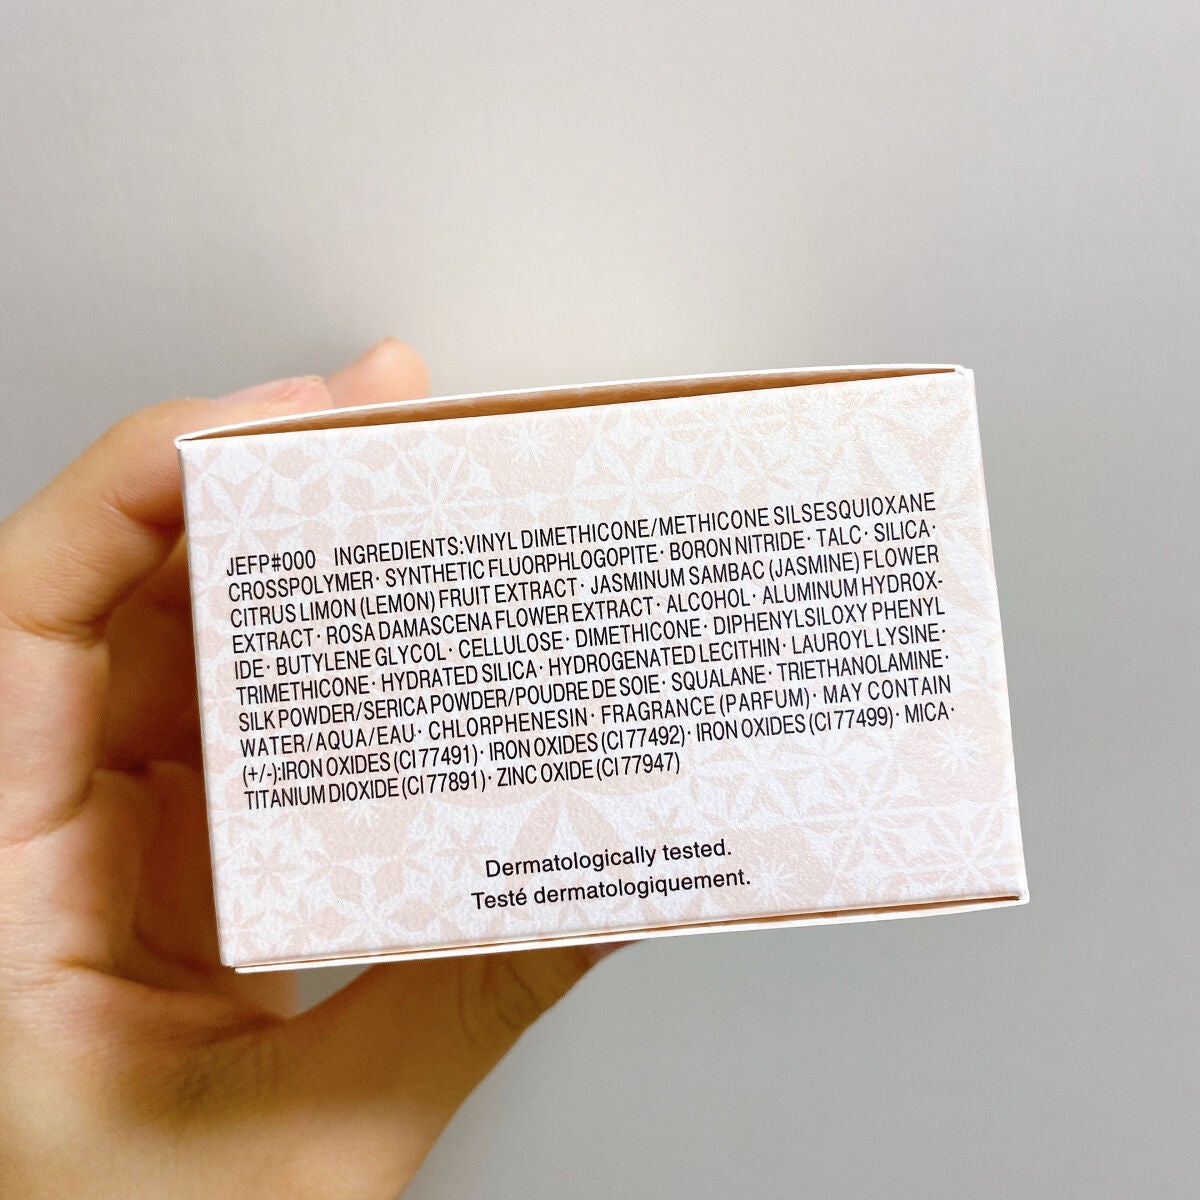 JEFP#000 INGREDIENTS:VINYL DIMETHICONE/METHICONE SILSESQUIOXANE
CROSSPOLYMER· SYNTHETIC FLUORPHLOGOPITE· BORON NITRIDE· TALC· SILICA·
CITRUS LIMON (LEMON) FRUIT EXTRACT· JASMINUM SAMBAC (JASMINE) FLOWER
EXTRACT· ROSA DAMASCENA FLOWER EXTRACT· ALCOHOL· ALUMINUM HYDROX-
IDE· BUTYLENE GLYCOL· CELLULOSE· DIMETHICONE· DIPHENYLSILOXY PHENYL
TRIMETHICONE· HYDRATED SILICA· HYDROGENATED LECITHIN· LAUROYL LYSINE·
SILK POWDER/SERICA POWDER/POUDRE DE SOIE· SQUALANE· TRIETHANOLAMINE·
WATER/AQUA/EAU· CHLORPHENESIN· FRAGRANCE (PARFUM)· MAY CONTAIN
(+/-):IRON OXIDES (CI 77491)· IRON OXIDES (CI 77492)· IRON OXIDES (CI 77499)· MICA·
TITANIUM DIOXIDE (CI 77891)· ZINC OXIDE (CI 77947)
Dermatologically tested.
Testé dermatologiquement.